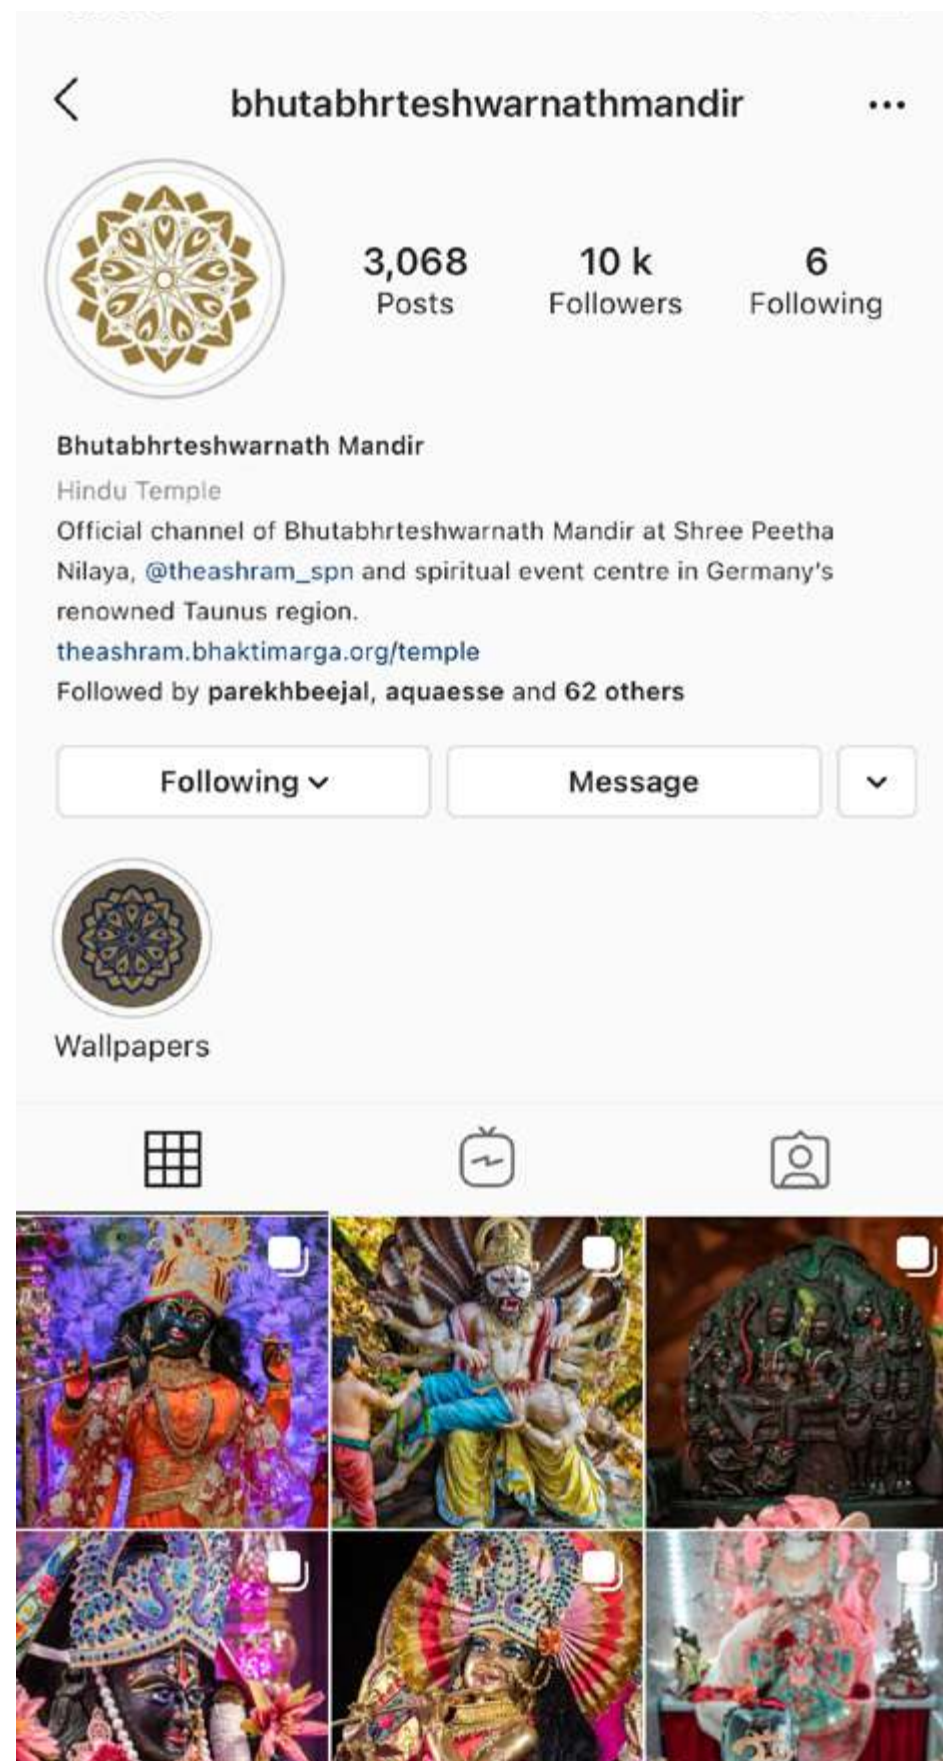 bhutabhrteshwarnathmandir
3,068 10 k 6
Posts Followers Following
Bhutabhrteshwarnath Mandir
Hindu Temple
Official channel of Bhutabhrteshwarnath Mandir at Shree Peetha
Nilaya, @theashram_spn and spiritual event centre in Germany's
renowned Taunus region.
theashram.bhaktimarga.org/temple
Followed by parekhbeejal, aquaesse and 62 others
Following Message
Wallpapers